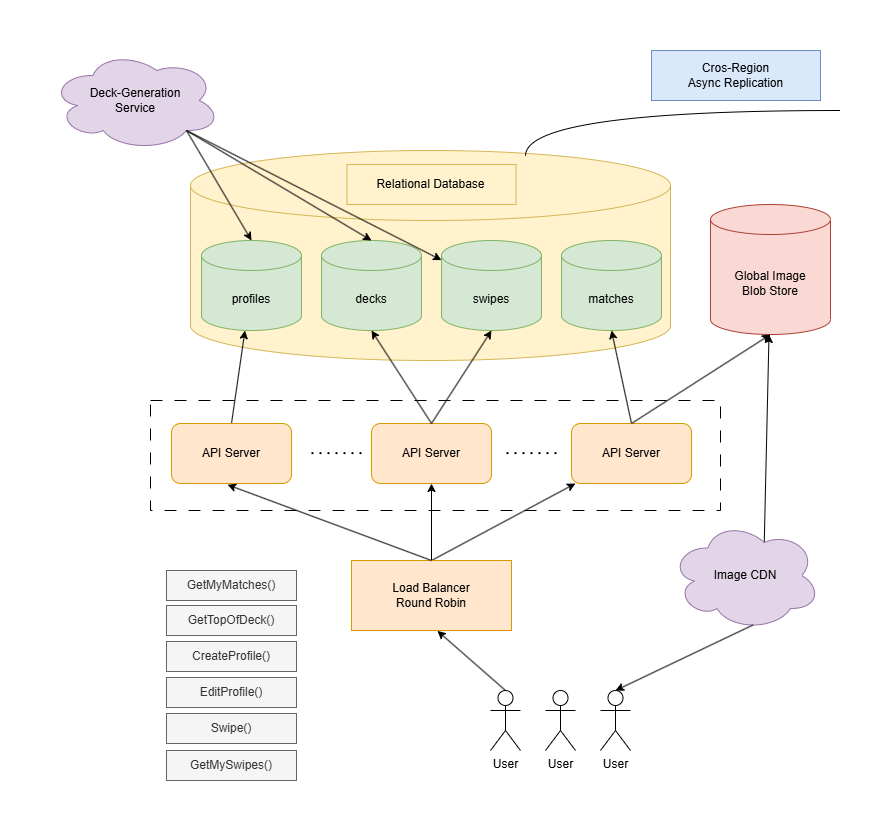 Cros-Region
Async Replication
Deck-Generation
Service
Relational Database
profiles
decks
swipes
matches
Global Image
Blob Store
API Server
API Server
API Server
Load Balancer
Round Robin
Image CDN
GetMyMatches()
GetTopOfDeck()
CreateProfile()
EditProfile()
Swipe()
GetMySwipes()
User
User
User